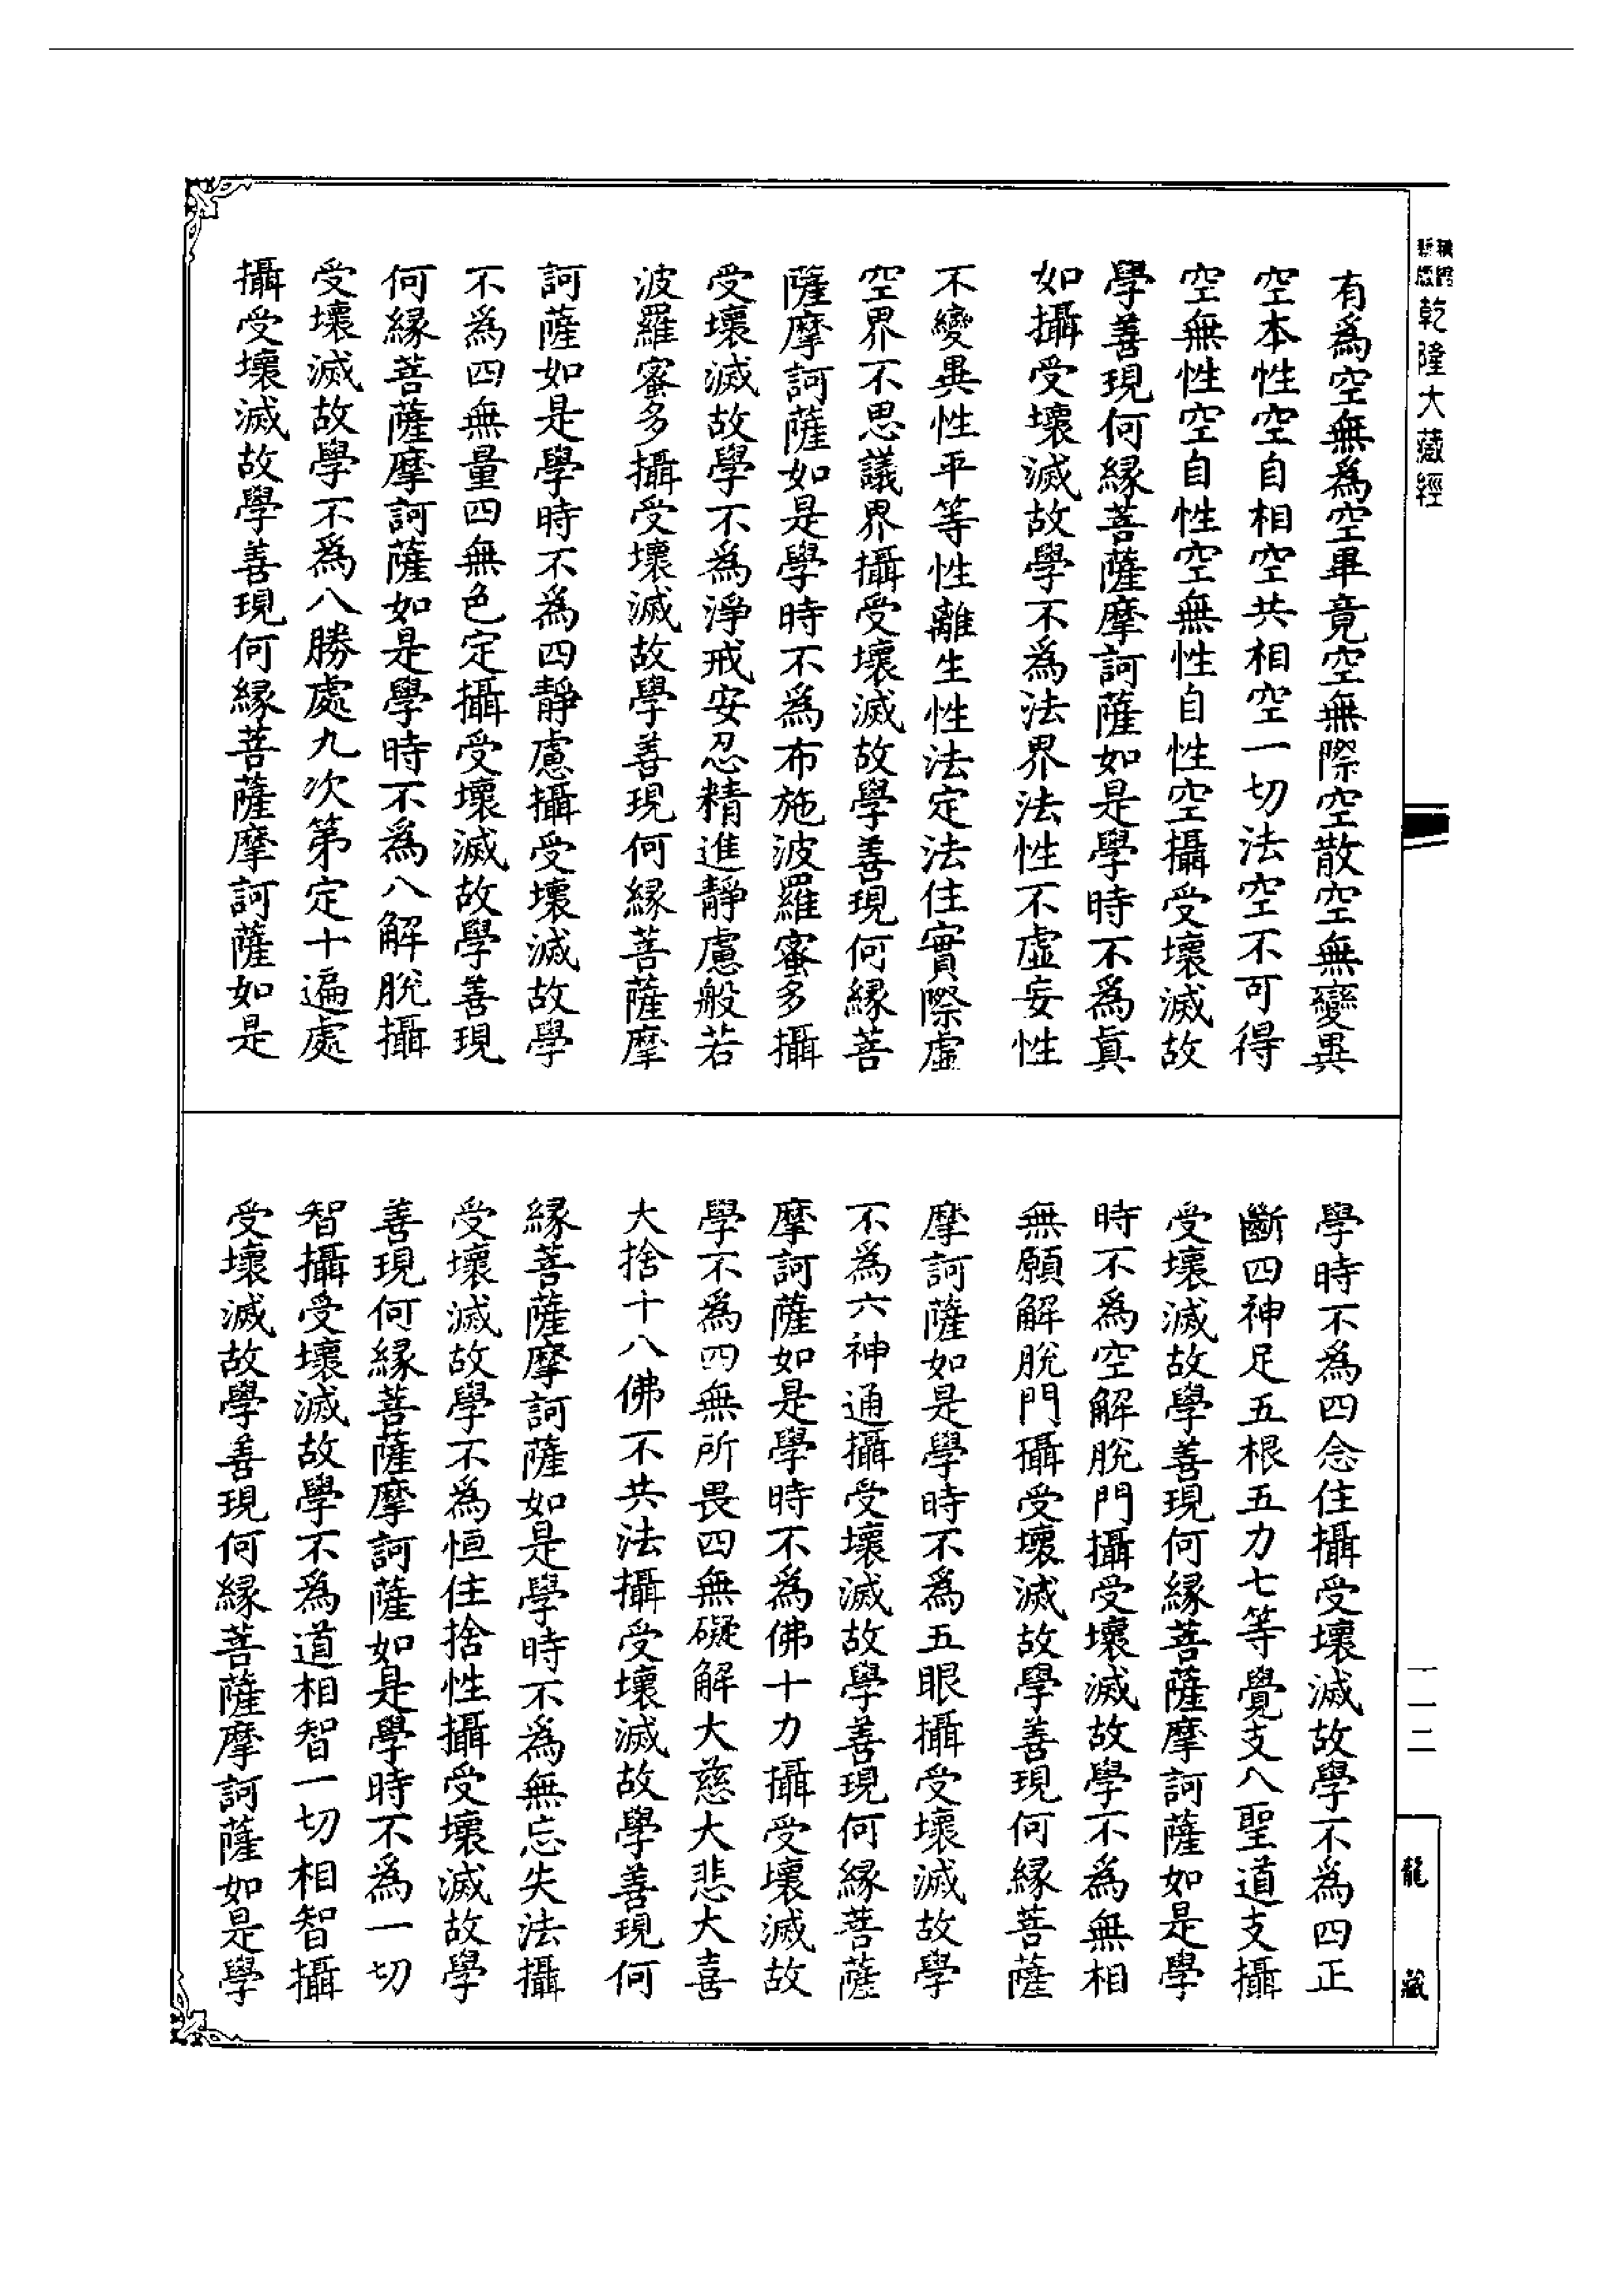 乾隆大藏經
有為空無為空畢竟空無際空散空無變異
空本性空自相空共相空一切法空不可得
空無性空自性空無性自性空攝受壞滅故
學善現何緣菩薩摩訶薩如是學時不為真
如攝受壞滅故學不為法界法性不虛妄性
不變異性平等性離生性法定法住實際虛
空界不思議界攝受壞滅故學善現何緣菩
薩摩訶薩如是學時不為布施波羅蜜多攝
受壞滅故學不為淨戒安忍精進靜慮般若
波羅蜜多攝受壞滅故學善現何緣菩薩摩
訶薩如是學時不為四靜慮攝受壞滅故學
不為四無量四無色定攝受壞滅故學善現
何緣菩薩摩訶薩如是學時不為八解脫攝
受壞滅故學不為八勝處九次第定十遍處
攝受壞滅故學善現何緣菩薩摩訶薩如是
學時不為四念住攝受壞滅故學不為四正
斷四神足五根五力七等覺支八聖道支攝
受壞滅故學善現何緣菩薩摩訶薩如是學
時不為空解脫門攝受壞滅故學不為無相
無願解脫門攝受壞滅故學善現何緣菩薩
摩訶薩如是學時不為五眼攝受壞滅故學
不為六神通攝受壞滅故學善現何緣菩薩
摩訶薩如是學時不為佛十力攝受壞滅故
學不為四無所畏四無礙解大慈大悲大喜
大捨十八佛不共法攝受壞滅故學善現何
緣菩薩摩訶薩如是學時不為無忘失法攝
受壞滅故學不為恒住捨性攝受壞滅故學
善現何緣菩薩摩訶薩如是學時不為一切
智攝受壞滅故學不為道相智一切相智攝
受壞滅故學善現何緣菩薩摩訶薩如是學
一一二
龍藏